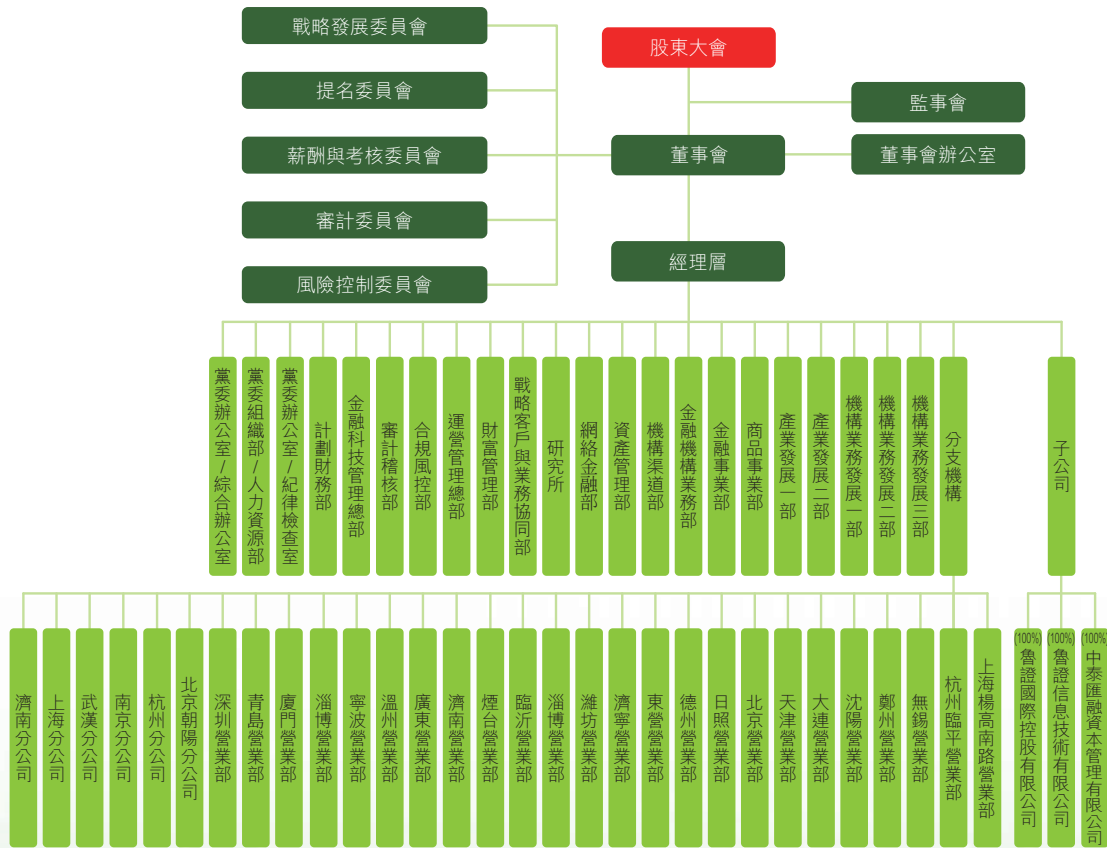 戰略發展委員會
股東大會
提名委員會
監事會
薪酬與考核委員會
董事會
董事會辦公室
審計委員會
經理層
風險控制委員會
黨委辦公室/綜合辦公室
黨委組織部/人力資源部
黨委辦公室/紀律檢查室
計劃財務部
金融科技管理總部
審計稽核部
合規風控部
運營管理總部
財富管理部
戰略客戶與業務協同部
研究所
網絡金融部
資產管理部
機構渠道部
金融機構業務部
金融事業部
商品事業部
產業發展一部
產業發展二部
機構業務發展一部
機構業務發展二部
機構業務發展三部
分支機構
子公司
濟南分公司
上海分公司
武漢分公司
南京分公司
杭州分公司
北京朝陽分公司
深圳營業部
青島營業部
廈門營業部
淄博營業部
寧波營業部
溫州營業部
廣東營業部
濟南營業部
煙台營業部
臨沂營業部
淄博營業部
濰坊營業部
濟寧營業部
東營營業部
德州營業部
日照營業部
北京營業部
天津營業部
大連營業部
沈陽營業部
鄭州營業部
無錫營業部
杭州臨平營業部
上海楊高南路營業部
(100%)
魯證國際控股有限公司
(100%)
魯證信息技術有限公司
(100%)
中泰匯融資本管理有限公司